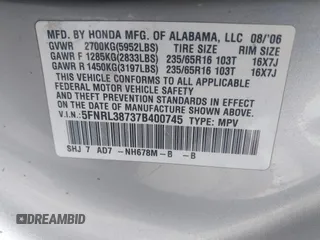 MFD. BY HONDA MFG. OF ALABAMA, LLC 08/'06
GVWR 2700KG(5952LBS) TIRE SIZE RIM SIZE
GAWR F 1285KG(2833LBS) 235/65R16 103T 16X7J
GAWR R 1450KG(3197LBS) 235/65R16 103T 16X7J
THIS VEHICLE CONFORMS TO ALL APPLICABLE
FEDERAL MOTOR VEHICLE SAFETY AND THEFT
PREVENTION STANDARDS IN EFFECT ON THE DATE
OF MANUFACTURE SHOWN ABOVE.
V.I.N.: 5FNRL38737B400745 TYPE: MPV
SHJ 7 AD7 -NH678M-B -B
DREAMBID